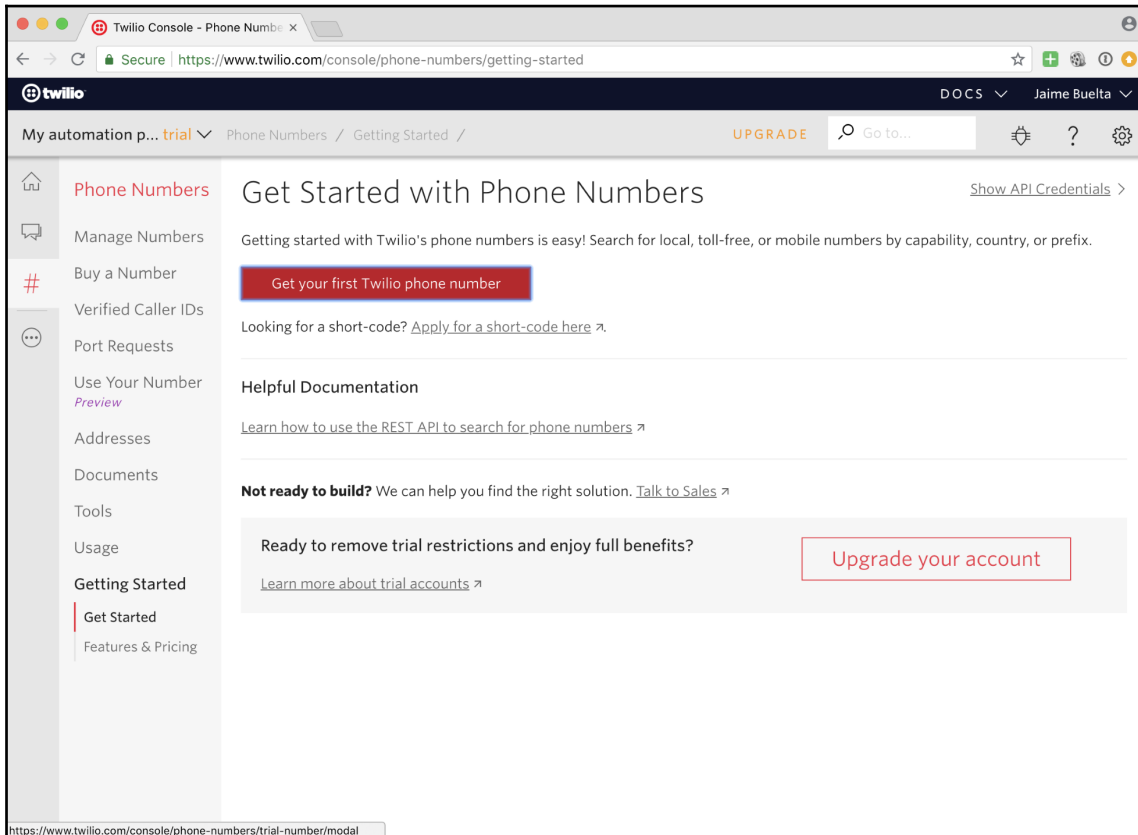 Twilio Console - Phone Numbe
Secure https://www.twilio.com/console/phone-numbers/getting-started
twilio
DOCS Jaime Buelta
My automation p... trial Phone Numbers / Getting Started / UPGRADE Go to... ?
Phone Numbers
Manage Numbers
Buy a Number
#
Verified Caller IDs
Port Requests
Use Your Number
Preview
Addresses
Documents
Tools
Usage
Getting Started
Get Started
Features & Pricing
Get Started with Phone Numbers
Show API Credentials >
Getting started with Twilio's phone numbers is easy! Search for local, toll-free, or mobile numbers by capability, country, or prefix.
Get your first Twilio phone number
Looking for a short-code? Apply for a short-code here ↗.
Helpful Documentation
Learn how to use the REST API to search for phone numbers ↗
Not ready to build? We can help you find the right solution. Talk to Sales ↗
Ready to remove trial restrictions and enjoy full benefits?
Learn more about trial accounts ↗
Upgrade your account
https://www.twilio.com/console/phone-numbers/trial-number/modal